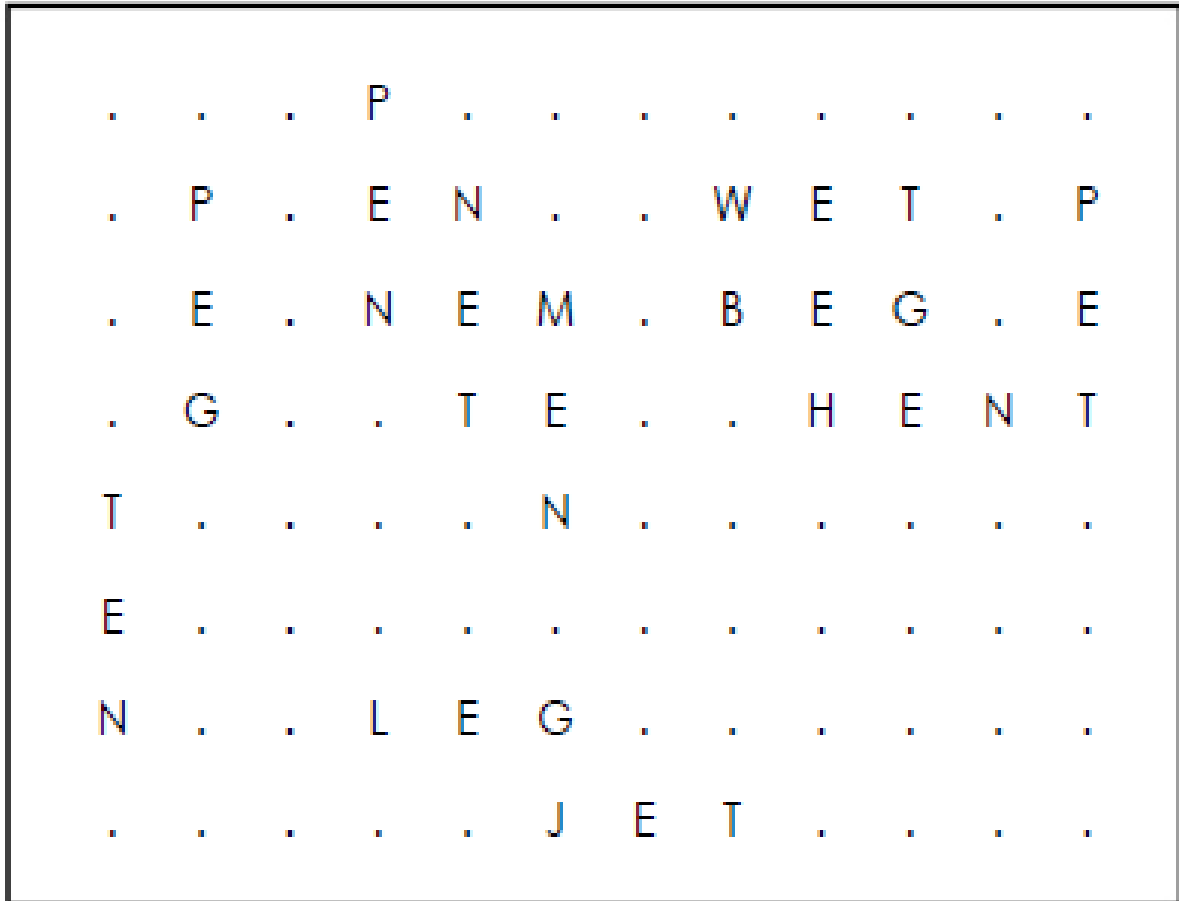 . . . P . . . . . . . .
. P . E N . . W E T . P
. E . N E M . B E G . E
. G . . T E . . H E N T
T . . . . N . . . . . .
E . . . . . . . . . . .
N . . L E G . . . . . .
. . . . . J E T . . . .